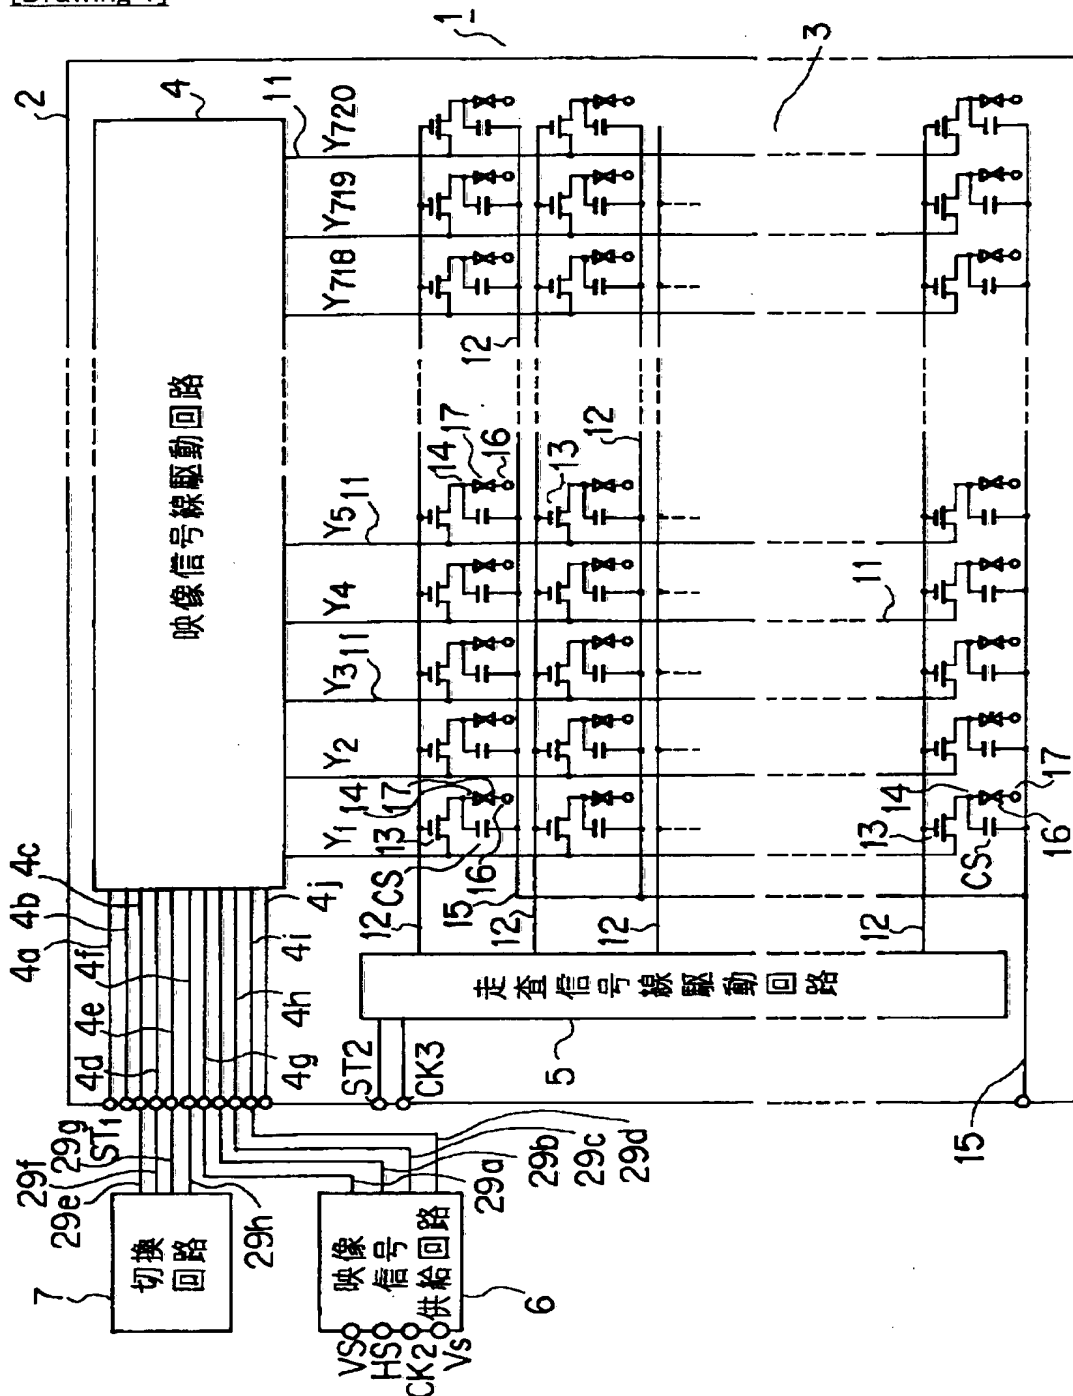 [Drawing 1]
2
4
11
1
3
映像信号線駆動回路
4a
4b
4c
4d
4e
4f
4g
4h
4i
4j
Y1
Y2
Y3
11
Y4
Y5
11
Y718
Y719
Y720
12
CS
13
14
17
16
14
17
16
12
13
12
15
12
12
11
12
13
14
CS
16
17
走査信号線駆動回路
5
ST1
ST2
CK3
15
29e
29f
29g
29h
29a
29b
29c
29d
切換
回路
7
映像
信号
供給回路
6
VS
HS
CK2
Vs